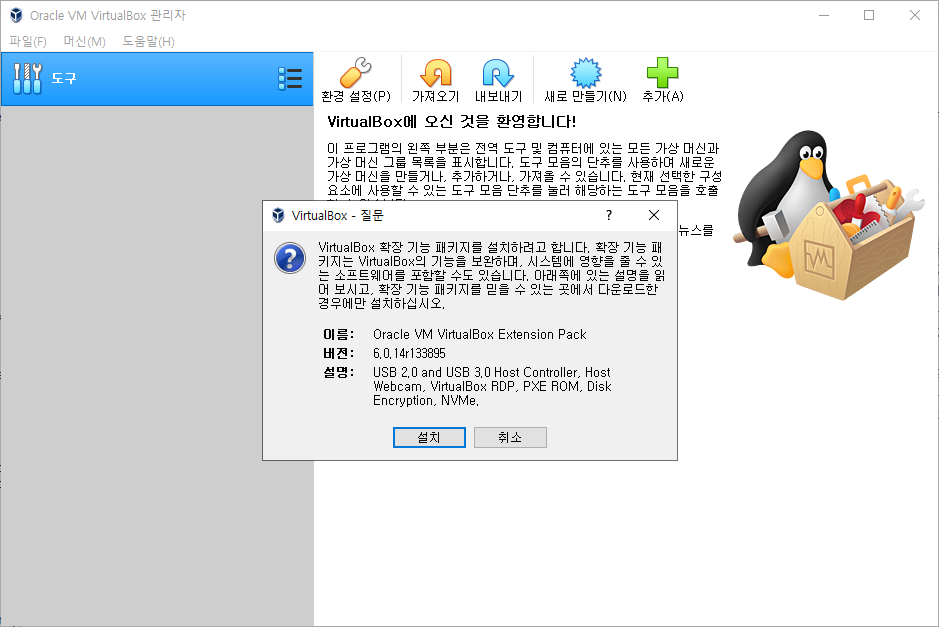 Oracle VM VirtualBox 관리자
파일(F) 머신(M) 도움말(H)
도구
환경 설정(P) 가져오기 내보내기 새로 만들기(N) 추가(A)
VirtualBox에 오신 것을 환영합니다!
이 프로그램의 왼쪽 부분은 전역 도구 및 컴퓨터에 있는 모든 가상 머신과
가상 머신 그룹 목록을 표시합니다. 도구 모음의 단추를 사용하여 새로운
가상 머신을 만들거나, 추가하거나, 가져올 수 있습니다. 현재 선택한 구성
요소에 사용할 수 있는 도구 모음 단추를 눌러 해당하는 도구 모음을 호출
뉴스를
VirtualBox - 질문
?
VirtualBox 확장 기능 패키지를 설치하려고 합니다. 확장 기능 패
키지는 VirtualBox의 기능을 보완하며, 시스템에 영향을 줄 수 있
는 소프트웨어를 포함할 수도 있습니다. 아래쪽에 있는 설명을 읽
어 보시고, 확장 기능 패키지를 믿을 수 있는 곳에서 다운로드한
경우에만 설치하십시오.
이름: Oracle VM VirtualBox Extension Pack
버전: 6.0.14r133895
설명: USB 2.0 and USB 3.0 Host Controller, Host
Webcam, VirtualBox RDP, PXE ROM, Disk
Encryption, NVMe.
설치 취소